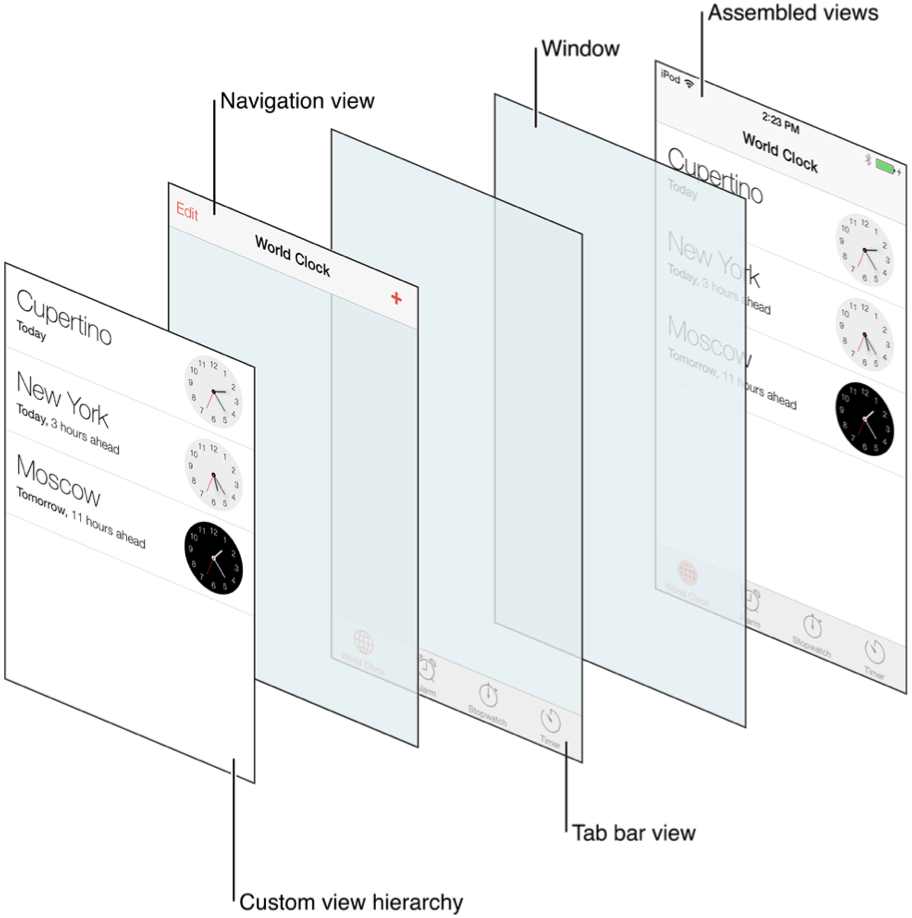 Assembled views
Window
Navigation view
iPod
2:23 PM
World Clock
Cupertino
Today
New York
Today, 3 hours ahead
Moscow
Tomorrow, 11 hours ahead
World Clock
Alarm
Stopwatch
Timer
Edit
World Clock
+
Cupertino
Today
New York
Today, 3 hours ahead
Moscow
Tomorrow, 11 hours ahead
World Clock
Alarm
Stopwatch
Timer
Tab bar view
Custom view hierarchy